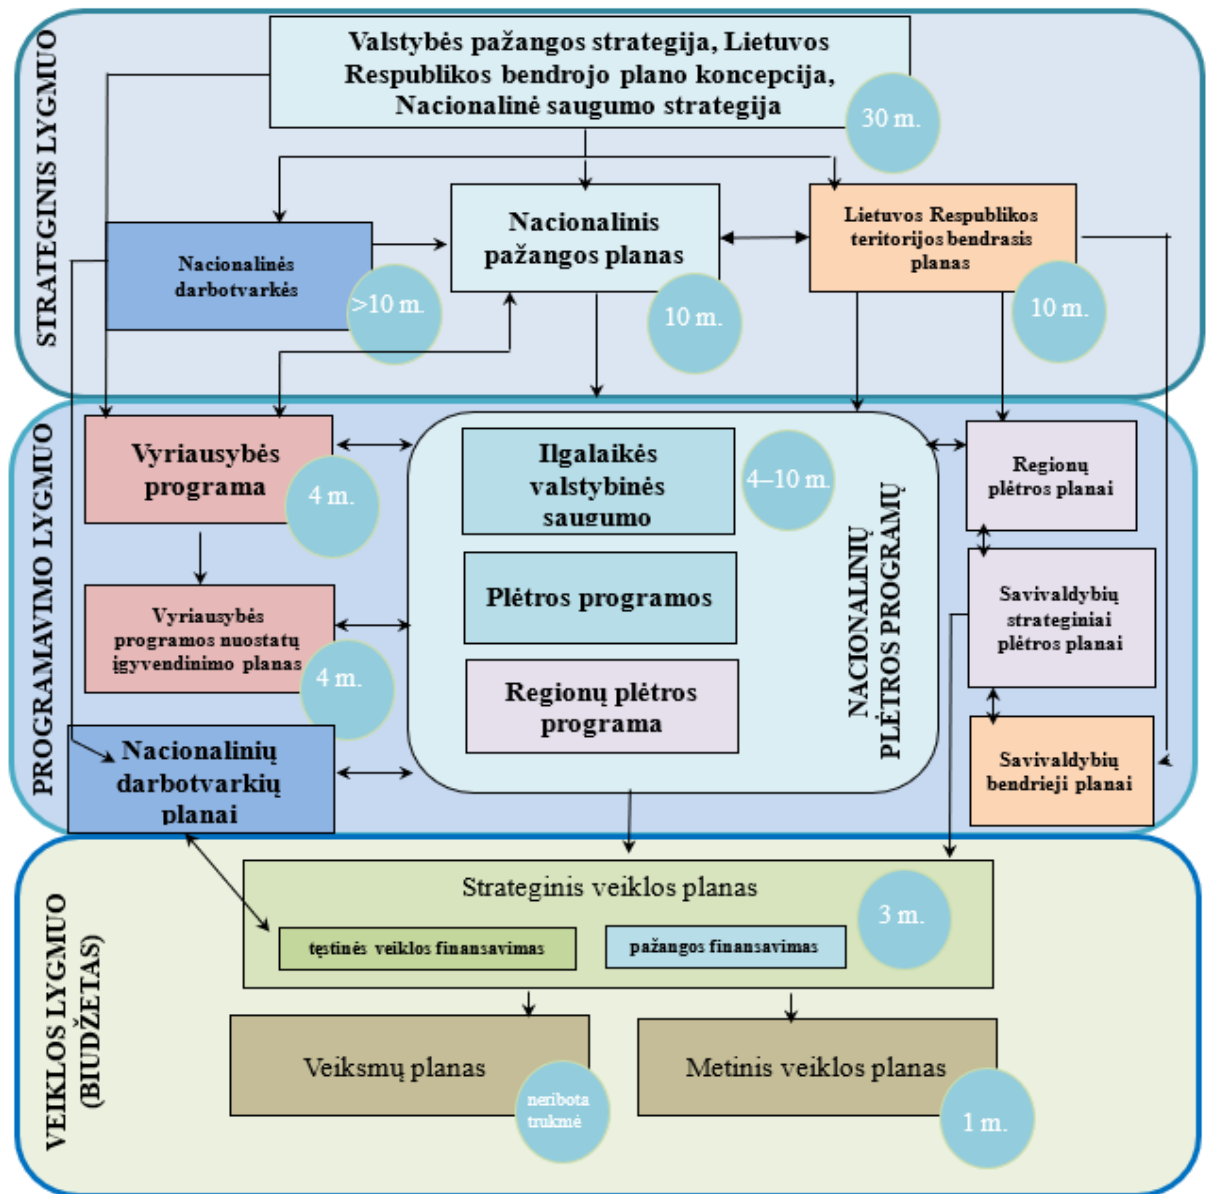 STRATEGINIS LYGMUO
Valstybės pažangos strategija, Lietuvos
Respublikos bendrojo plano koncepcija,
Nacionalinė saugumo strategija
30 m.
Nacionalinės
darbotvarkės
>10 m.
Nacionalinis
pažangos planas
10 m.
Lietuvos Respublikos
teritorijos bendrasis
planas
10 m.
PROGRAMAVIMO LYGMUO
Vyriausybės
programa
4 m.
Vyriausybės
programos nuostatų
įgyvendinimo planas
4 m.
Nacionalinių
darbotvarkių
planai
Ilgalaikės
valstybinės
saugumo
4–10 m.
Plėtros programos
Regionų plėtros
programa
NACIONALINIŲ
PLĖTROS PROGRAMŲ
Regionų
plėtros planai
Savivaldybių
strateginiai
plėtros planai
Savivaldybių
bendrieji planai
VEIKLOS LYGMUO
(BIUDŽETAS)
Strateginis veiklos planas
3 m.
tęstinės veiklos finansavimas
pažangos finansavimas
Veiksmų planas
neribota
trukmė
Metinis veiklos planas
1 m.